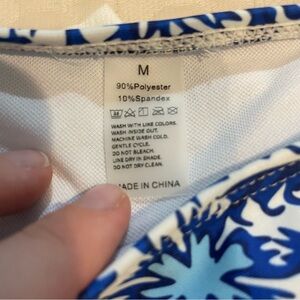 M
90%Polyester
10%Spandex
WASH WITH LIKE COLORS.
WASH INSIDE OUT.
MACHINE WASH COLD.
GENTLE CYCLE.
DO NOT BLEACH.
LINE DRY IN SHADE.
DO NOT DRY CLEAN.
MADE IN CHINA